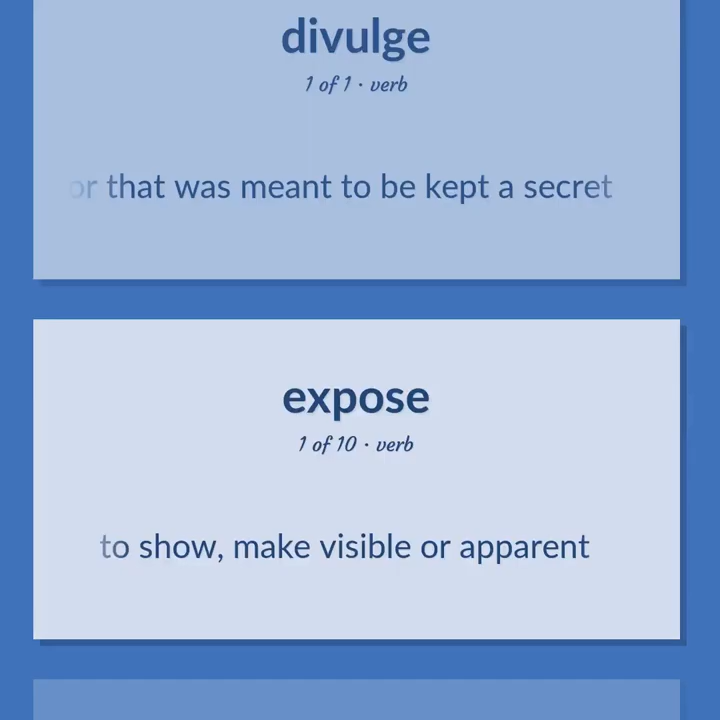 divulge
1 of 1 · verb
or that was meant to be kept a secret
expose
1 of 10 · verb
to show, make visible or apparent